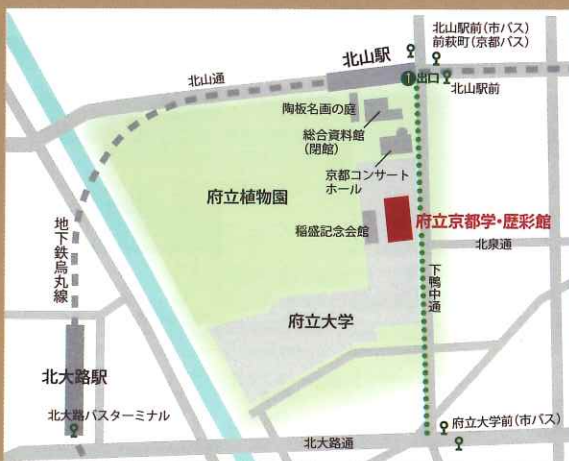 北山駅前(市バス)
前萩町(京都バス)
北山駅
北山通
1出口
北山駅前
陶板名画の庭
総合資料館
(閉館)
京都コンサート
ホール
府立植物園
府立京都学・歴彩館
稲盛記念会館
北泉通
地下鉄烏丸線
下鴨中通
府立大学
北大路駅
北大路バスターミナル
府立大学前(市バス)
北大路通